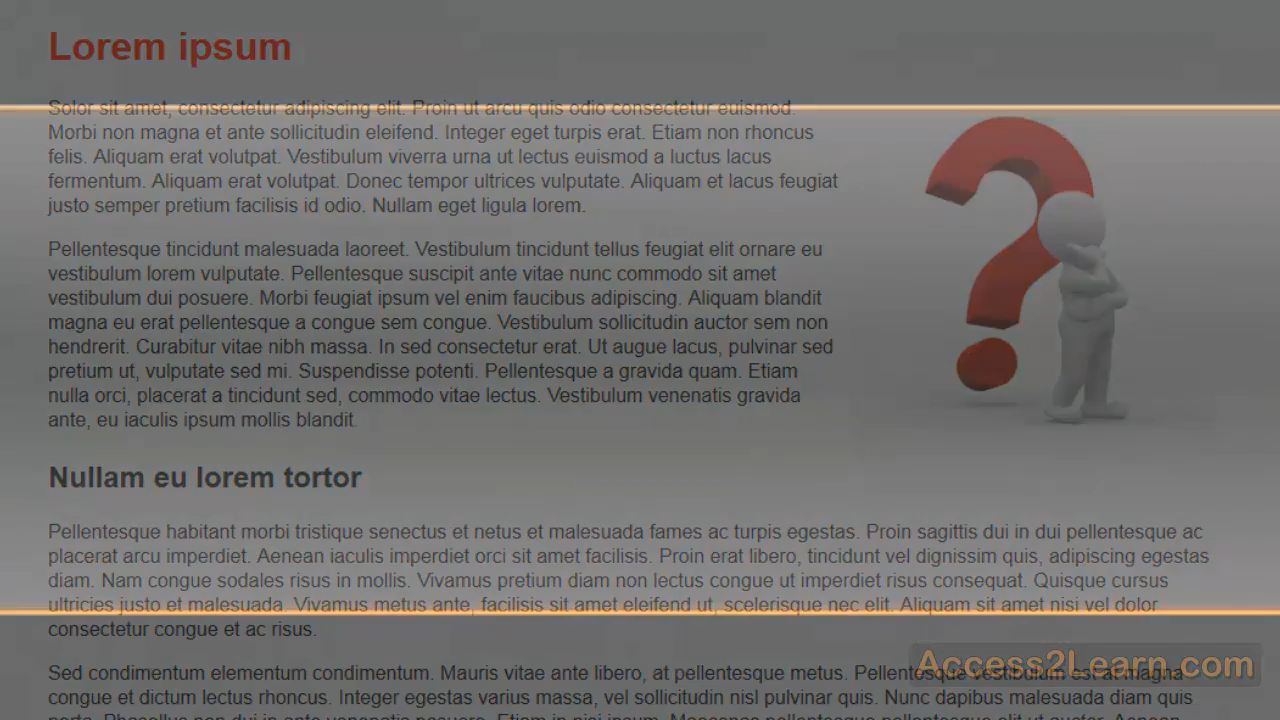 Lorem ipsum
Solor sit amet, consectetur adipiscing elit. Proin ut arcu quis odio consectetur euismod.
Morbi non magna et ante sollicitudin eleifend. Integer eget turpis erat. Etiam non rhoncus
felis. Aliquam erat volutpat. Vestibulum viverra urna ut lectus euismod a luctus lacus
fermentum. Aliquam erat volutpat. Donec tempor ultrices vulputate. Aliquam et lacus feugiat
justo semper pretium facilisis id odio. Nullam eget ligula lorem.
Pellentesque tincidunt malesuada laoreet. Vestibulum tincidunt tellus feugiat elit ornare eu
vestibulum lorem vulputate. Pellentesque suscipit ante vitae nunc commodo sit amet
vestibulum dui posuere. Morbi feugiat ipsum vel enim faucibus adipiscing. Aliquam blandit
magna eu erat pellentesque a congue sem congue. Vestibulum sollicitudin auctor sem non
hendrerit. Curabitur vitae nibh massa. In sed consectetur erat. Ut augue lacus, pulvinar sed
pretium ut, vulputate sed mi. Suspendisse potenti. Pellentesque a gravida quam. Etiam
nulla orci, placerat a tincidunt sed, commodo vitae lectus. Vestibulum venenatis gravida
ante, eu iaculis ipsum mollis blandit.
Nullam eu lorem tortor
Pellentesque habitant morbi tristique senectus et netus et malesuada fames ac turpis egestas. Proin sagittis dui in dui pellentesque ac
placerat arcu imperdiet. Aenean iaculis imperdiet orci sit amet facilisis. Proin erat libero, tincidunt vel dignissim quis, adipiscing egestas
diam. Nam congue sodales risus in mollis. Vivamus pretium diam non lectus congue ut imperdiet risus consequat. Quisque cursus
ultricies justo et malesuada. Vivamus metus ante, facilisis sit amet eleifend ut, scelerisque nec elit. Aliquam sit amet nisi vel dolor
consectetur congue et ac risus.
Sed condimentum elementum condimentum. Mauris vitae ante libero, at pellentesque metus. Pellentesque vestibulum est at magna
Access2Learn.com
congue et dictum lectus rhoncus. Integer egestas varius massa, vel sollicitudin nisl pulvinar quis. Nunc dapibus malesuada diam quis